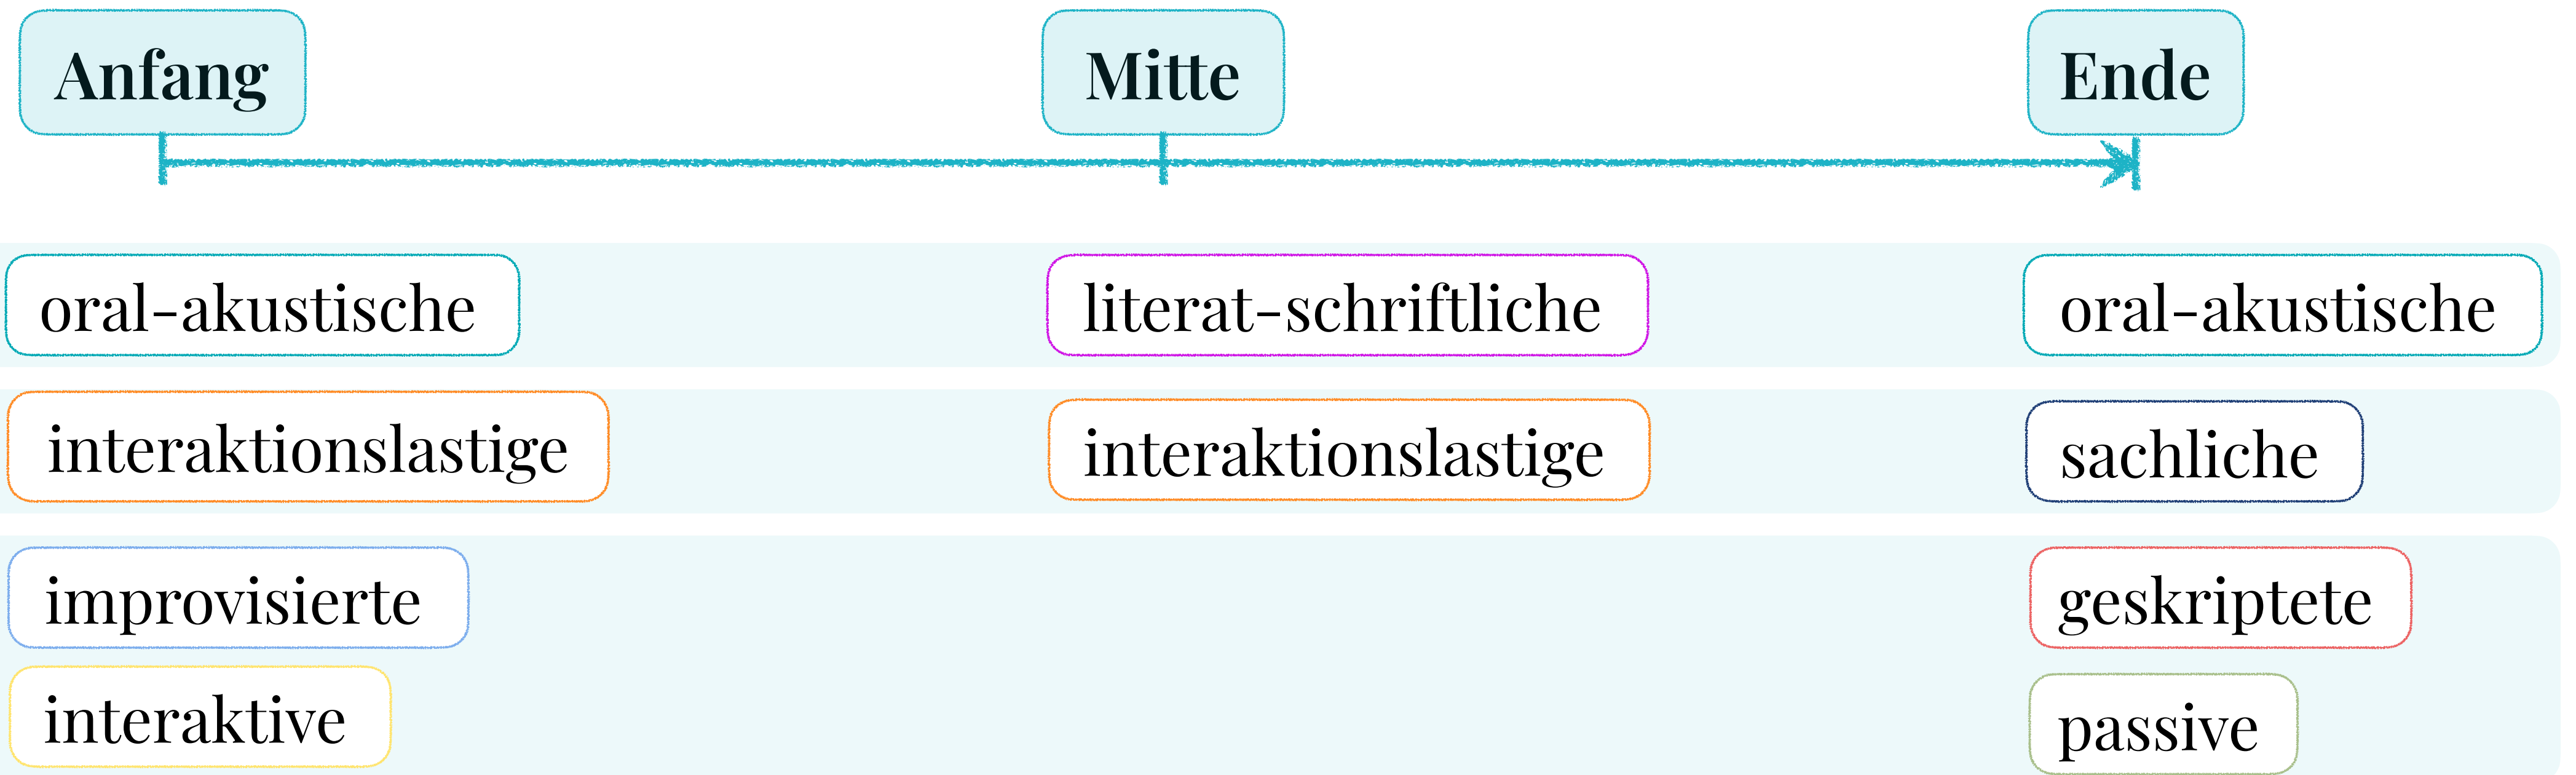 Anfang Mitte Ende
oral-akustische literat-schriftliche oral-akustische
interaktionslastige interaktionslastige sachliche
improvisierte geskriptete
interaktive passive